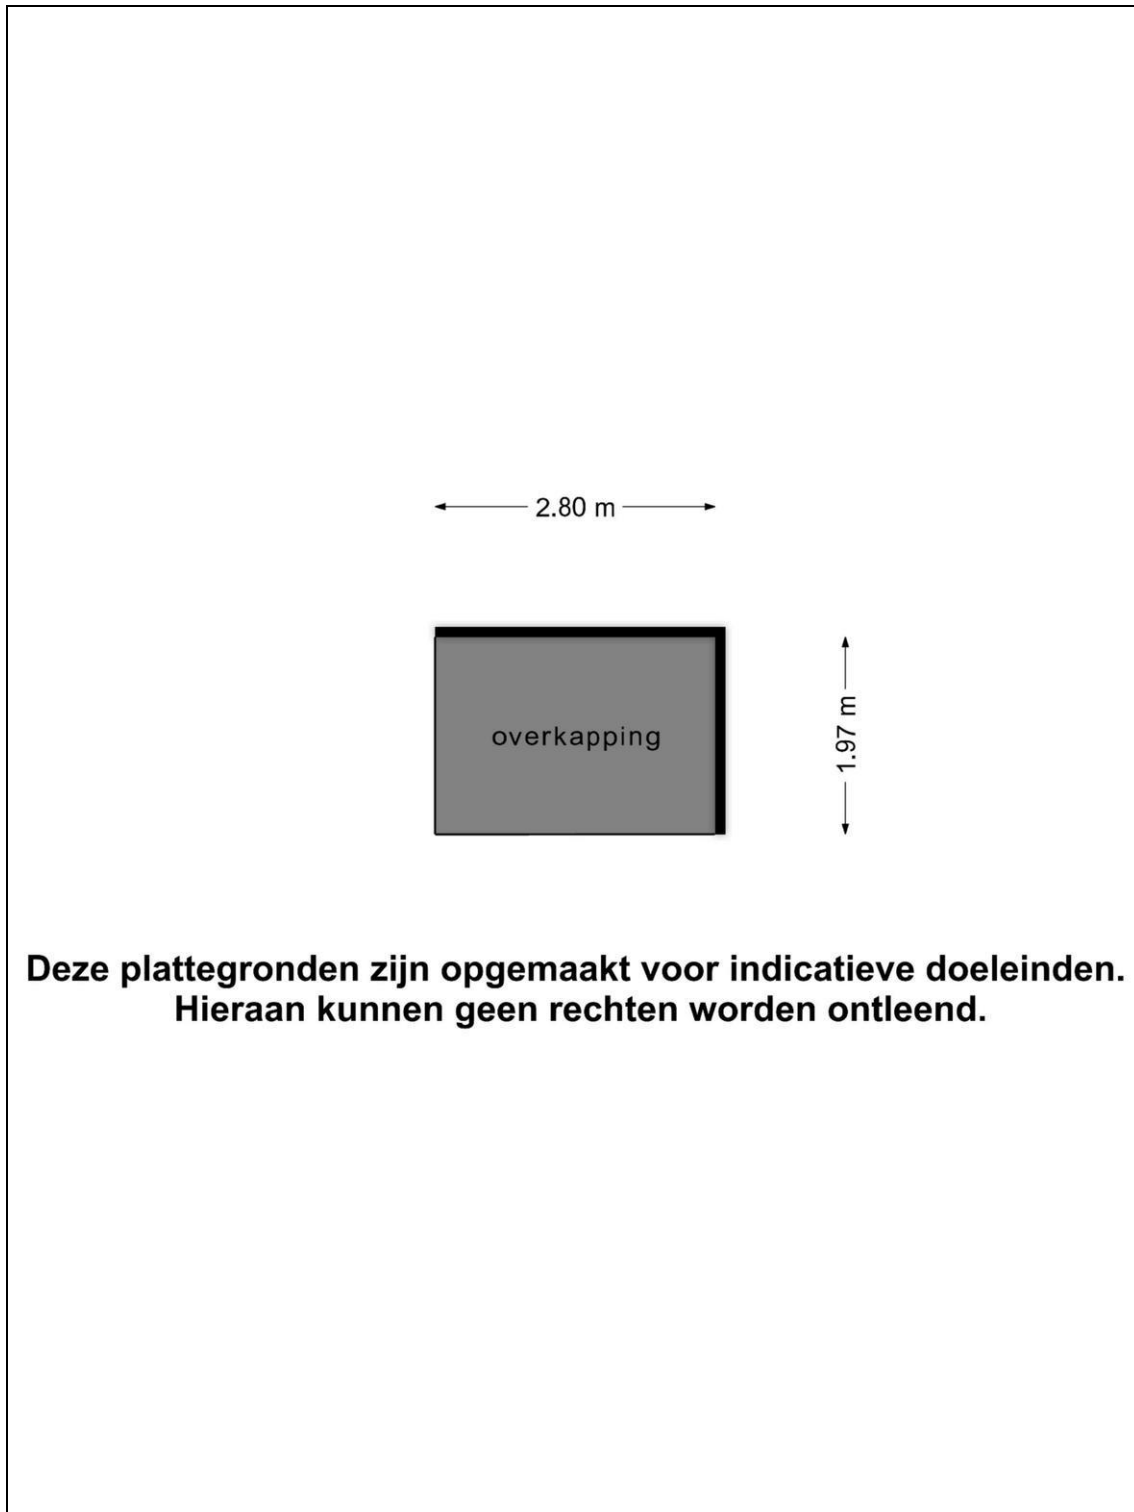 2.80 m
overkapping
1.97 m
Deze plattegronden zijn opgemaakt voor indicatieve doeleinden.
Hieraan kunnen geen rechten worden ontleend.